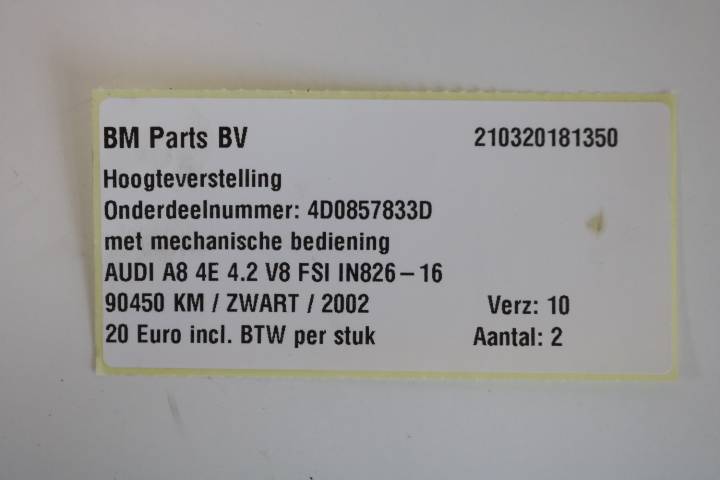 BM Parts BV 210320181350
Hoogteverstelling
Onderdeelnummer: 4D0857833D
met mechanische bediening
AUDI A8 4E 4.2 V8 FSI IN826-16
90450 KM / ZWART / 2002 Verz: 10
20 Euro incl. BTW per stuk Aantal: 2